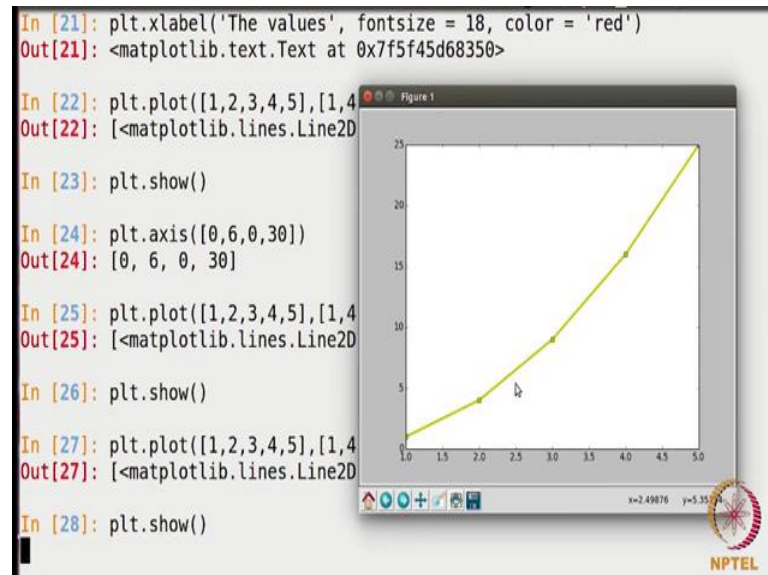 In [21]: plt.xlabel('The values', fontsize = 18, color = 'red')
Out[21]: <matplotlib.text.Text at 0x7f5f45d68350>
In [22]: plt.plot([1,2,3,4,5],[1,4
Out[22]: [<matplotlib.lines.Line2D
In [23]: plt.show()
In [24]: plt.axis([0,6,0,30])
Out[24]: [0, 6, 0, 30]
In [25]: plt.plot([1,2,3,4,5],[1,4
Out[25]: [<matplotlib.lines.Line2D
In [26]: plt.show()
In [27]: plt.plot([1,2,3,4,5],[1,4
Out[27]: [<matplotlib.lines.Line2D
In [28]: plt.show()
Figure 1
25
20
15
10
5
0
1.0 1.5 2.0 2.5 3.0 3.5 4.0 4.5 5.0
x=2.49876
NPTEL